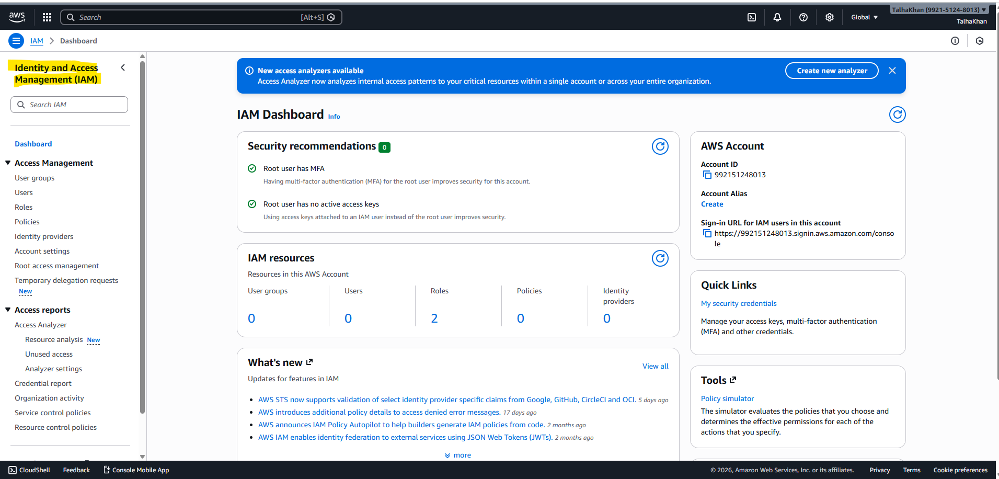 aws
Search
[Alt+S]
Global
TalhaKhan (9921-5124-8013)
TalhaKhan
IAM
Dashboard
Identity and Access
Management (IAM)
Search IAM
Dashboard
Access Management
User groups
Users
Roles
Policies
Identity providers
Account settings
Root access management
Temporary delegation requests
New
Access reports
Access Analyzer
Resource analysis New
Unused access
Analyzer settings
Credential report
Organization activity
Service control policies
Resource control policies
New access analyzers available
Access Analyzer now analyzes internal access patterns to your critical resources within a single account or across your entire organization.
Create new analyzer
IAM Dashboard Info
Security recommendations 0
Root user has MFA
Having multi-factor authentication (MFA) for the root user improves security for this account.
Root user has no active access keys
Using access keys attached to an IAM user instead of the root user improves security.
IAM resources
Resources in this AWS Account
User groups
0
Users
0
Roles
2
Policies
0
Identity
providers
0
What's new
View all
Updates for features in IAM
AWS STS now supports validation of select identity provider specific claims from Google, GitHub, CircleCI and OCI. 5 days ago
AWS introduces additional policy details to access denied error messages. 17 days ago
AWS announces IAM Policy Autopilot to help builders generate IAM policies from code. 2 months ago
AWS IAM enables identity federation to external services using JSON Web Tokens (JWTs). 2 months ago
more
AWS Account
Account ID
992151248013
Account Alias
Create
Sign-in URL for IAM users in this account
https://992151248013.signin.aws.amazon.com/conso
le
Quick Links
My security credentials
Manage your access keys, multi-factor authentication
(MFA) and other credentials.
Tools
Policy simulator
The simulator evaluates the policies that you choose and
determines the effective permissions for each of the
actions that you specify.
CloudShell
Feedback
Console Mobile App
© 2026, Amazon Web Services, Inc. or its affiliates.
Privacy
Terms
Cookie preferences